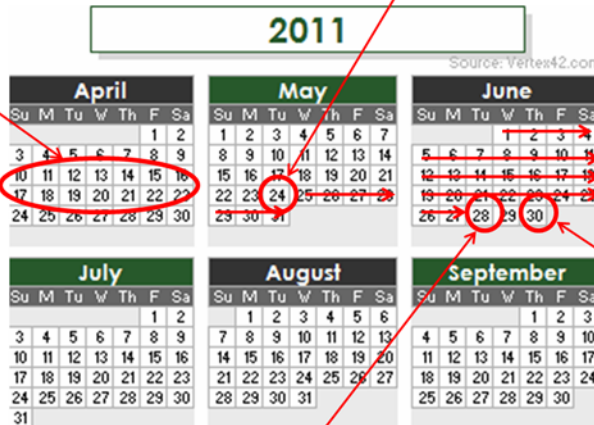 2011
Source: Vertex42.com
April May June
Su M Tu W Th F Sa Su M Tu W Th F Sa Su M Tu W Th F Sa
1 2 1 2 3 4 5 6 7 1 2 3 4
3 4 5 6 7 8 9 8 9 10 11 12 13 14 5 6 7 8 9 10 11
10 11 12 13 14 15 16 15 16 17 18 19 20 21 12 13 14 15 16 17 18
17 18 19 20 21 22 23 22 23 24 25 26 27 28 19 20 21 22 23 24 25
24 25 26 27 28 29 30 29 30 31 26 27 28 29 30
July August September
Su M Tu W Th F Sa Su M Tu W Th F Sa Su M Tu W Th F Sa
1 2 1 2 3 4 5 6 1 2 3
3 4 5 6 7 8 9 7 8 9 10 11 12 13 4 5 6 7 8 9 10
10 11 12 13 14 15 16 14 15 16 17 18 19 20 11 12 13 14 15 16 17
17 18 19 20 21 22 23 21 22 23 24 25 26 27 18 19 20 21 22 23 24
24 25 26 27 28 29 30 28 29 30 31 25 26 27 28 29 30
31